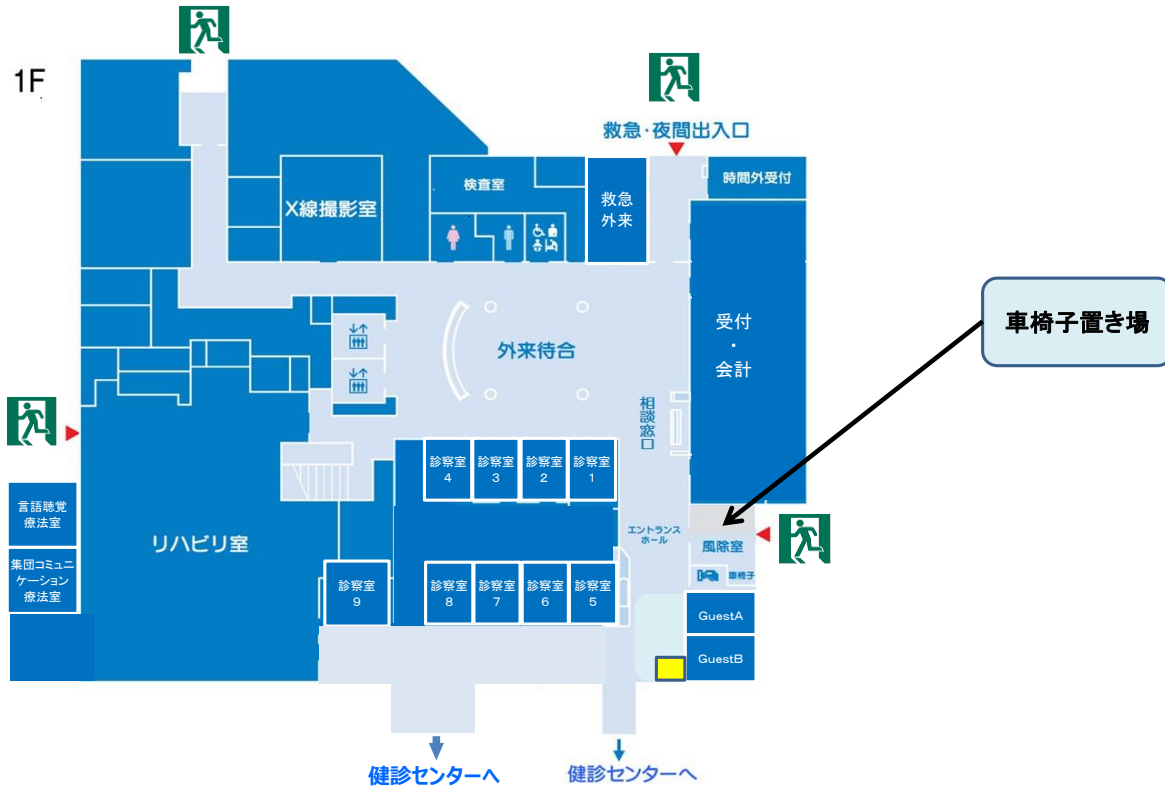 1F
救急・夜間出入口
時間外受付
検査室
救急
外来
X線撮影室
受付
・
会計
車椅子置き場
外来待合
相談窓口
診察室
4
診察室
3
診察室
2
診察室
1
言語聴覚
療法室
リハビリ室
エントランス
ホール
風除室
集団コミュニ
ケーション
療法室
車椅子
診察室
9
診察室
8
診察室
7
診察室
6
診察室
5
GuestA
GuestB
健診センターへ
健診センターへ